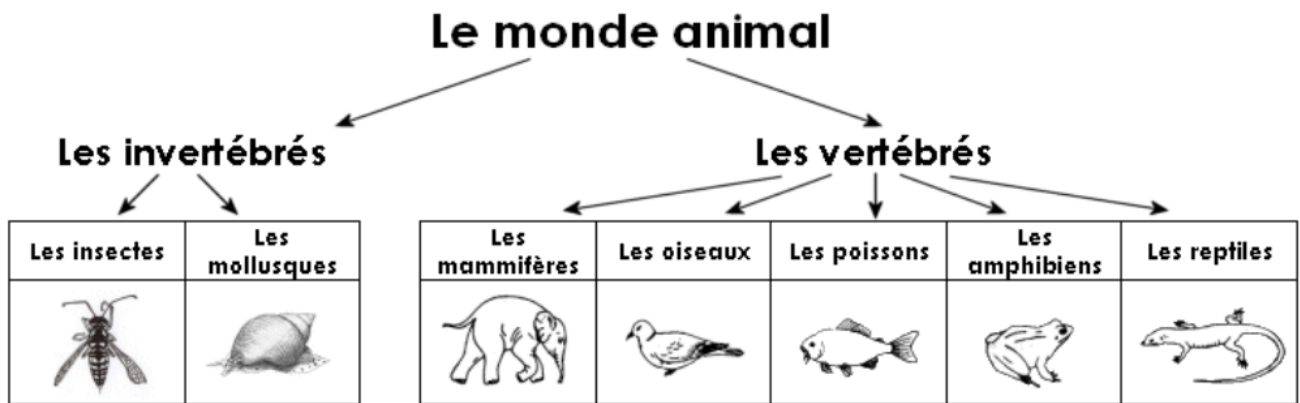 Le monde animal
Les invertébrés
Les vertébrés
Les insectes
Les
mollusques
Les
mammifères
Les oiseaux
Les poissons
Les
amphibiens
Les reptiles